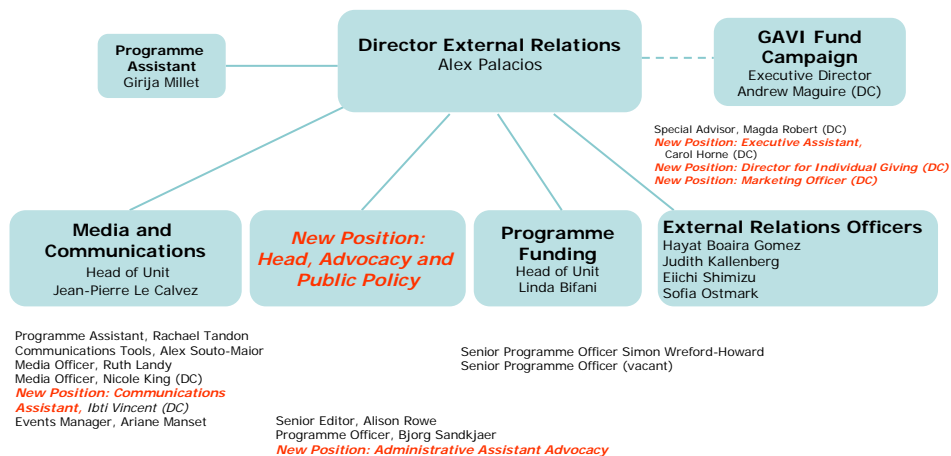 Programme
Assistant
Girija Millet
Director External Relations
Alex Palacios
GAVI Fund
Campaign
Executive Director
Andrew Maguire (DC)
Special Advisor, Magda Robert (DC)
New Position: Executive Assistant,
Carol Horne (DC)
New Position: Director for Individual Giving (DC)
New Position: Marketing Officer (DC)
Media and
Communications
Head of Unit
Jean-Pierre Le Calvez
New Position:
Head, Advocacy and
Public Policy
Programme
Funding
Head of Unit
Linda Bifani
External Relations Officers
Hayat Boaira Gomez
Judith Kallenberg
Eiichi Shimizu
Sofia Ostmark
Programme Assistant, Rachael Tandon
Communications Tools, Alex Souto-Maior
Media Officer, Ruth Landy
Media Officer, Nicole King (DC)
New Position: Communications
Assistant, Ibti Vincent (DC)
Events Manager, Ariane Manset
Senior Editor, Alison Rowe
Programme Officer, Bjorg Sandkjaer
New Position: Administrative Assistant Advocacy
Senior Programme Officer Simon Wreford-Howard
Senior Programme Officer (vacant)